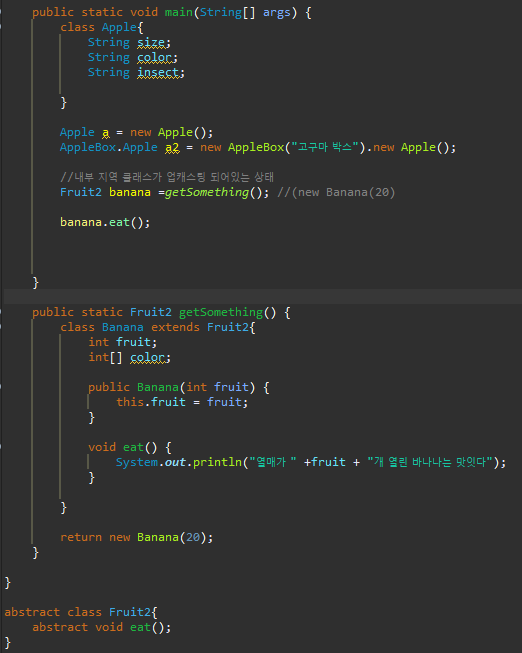 public static void main(String[] args) {
class Apple{
String size;
String color;
String insect;
}
Apple a = new Apple();
AppleBox.Apple a2 = new AppleBox("고구마 박스").new Apple();
//내부 지역 클래스가 업캐스팅 되어있는 상태
Fruit2 banana =getSomething(); //(new Banana(20)
banana.eat();
}
public static Fruit2 getSomething() {
class Banana extends Fruit2{
int fruit;
int[] color;
public Banana(int fruit) {
this.fruit = fruit;
}
void eat() {
System.out.println("열매가 " +fruit + "개 열린 바나나는 맛잇다");
}
}
return new Banana(20);
}
}
abstract class Fruit2{
abstract void eat();
}